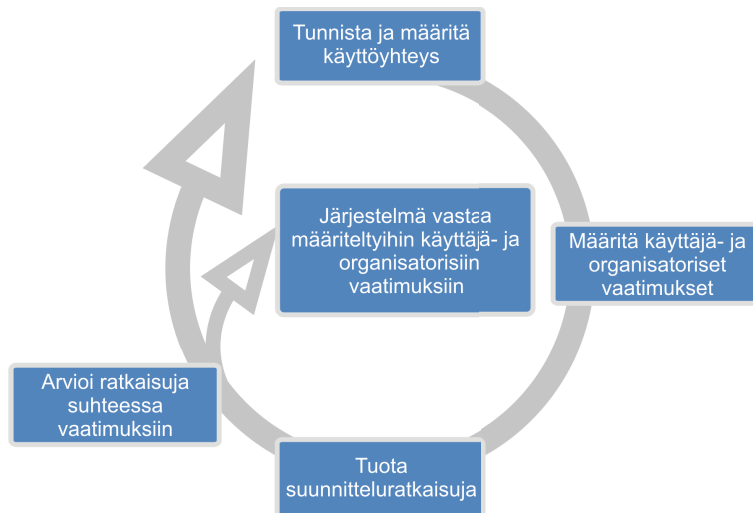 Tunnista ja määritä
käyttöyhteys
Järjestelmä vastaa
määriteltyihin käyttäjä- ja
organisatorisiin
vaatimuksiin
Määritä käyttäjä- ja
organisatoriset
vaatimukset
Arvioi ratkaisuja
suhteessa
vaatimuksiin
Tuota
suunnitteluratkaisuja